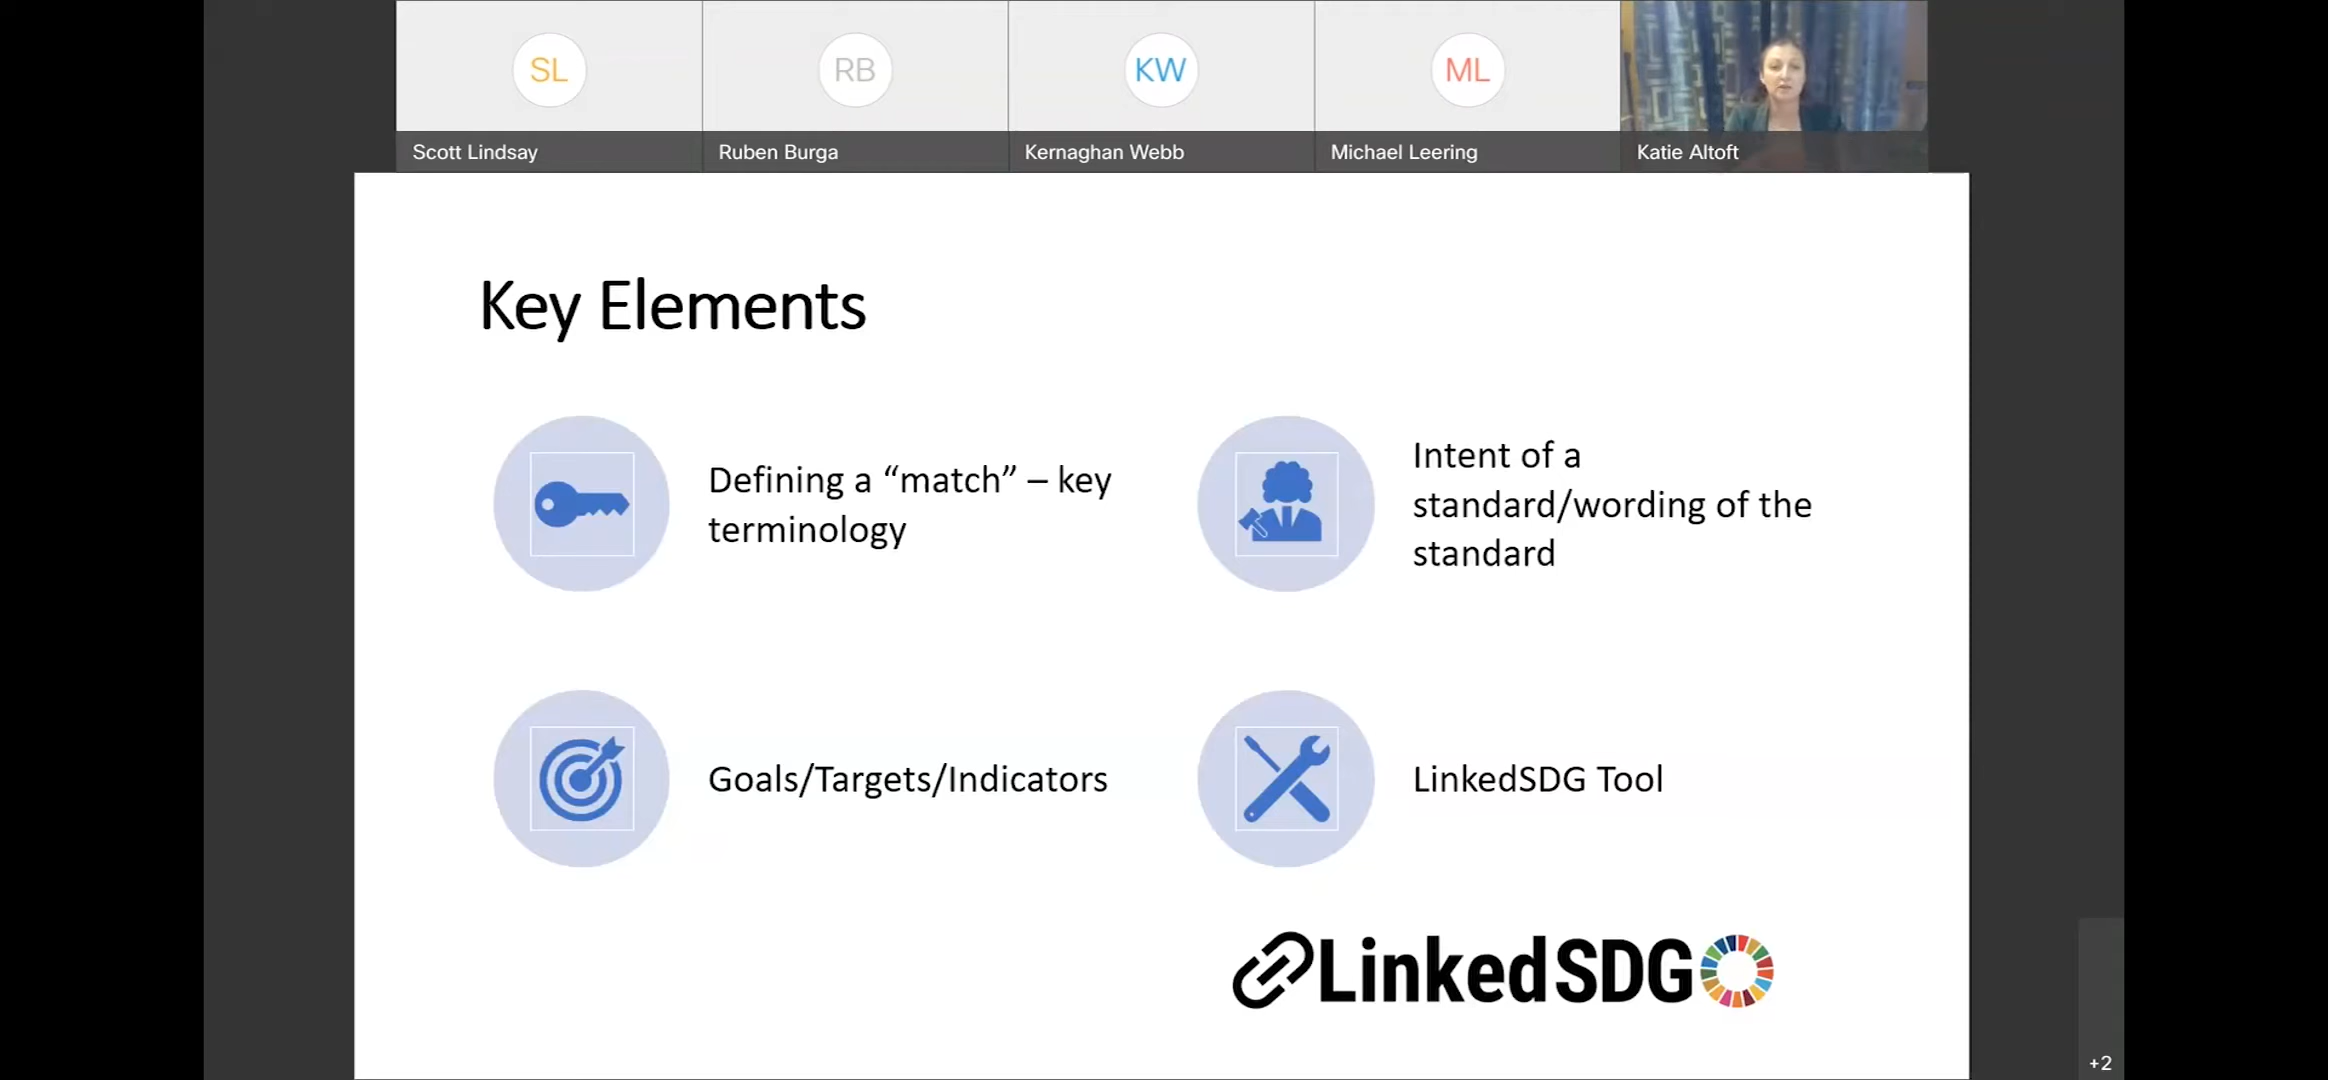 SL
RB
KW
ML
Scott Lindsay
Ruben Burga
Kernaghan Webb
Michael Leering
Katie Altoft
Key Elements
Defining a “match” – key
terminology
Intent of a
standard/wording of the
standard
Goals/Targets/Indicators
LinkedSDG Tool
LinkedSDG
+2